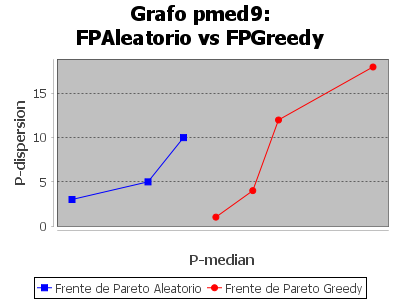 Grafo pmed9:
FPAleatorio vs FPGreedy
15
10
5
0
P-dispersion
P-median
Frente de Pareto Aleatorio
Frente de Pareto Greedy